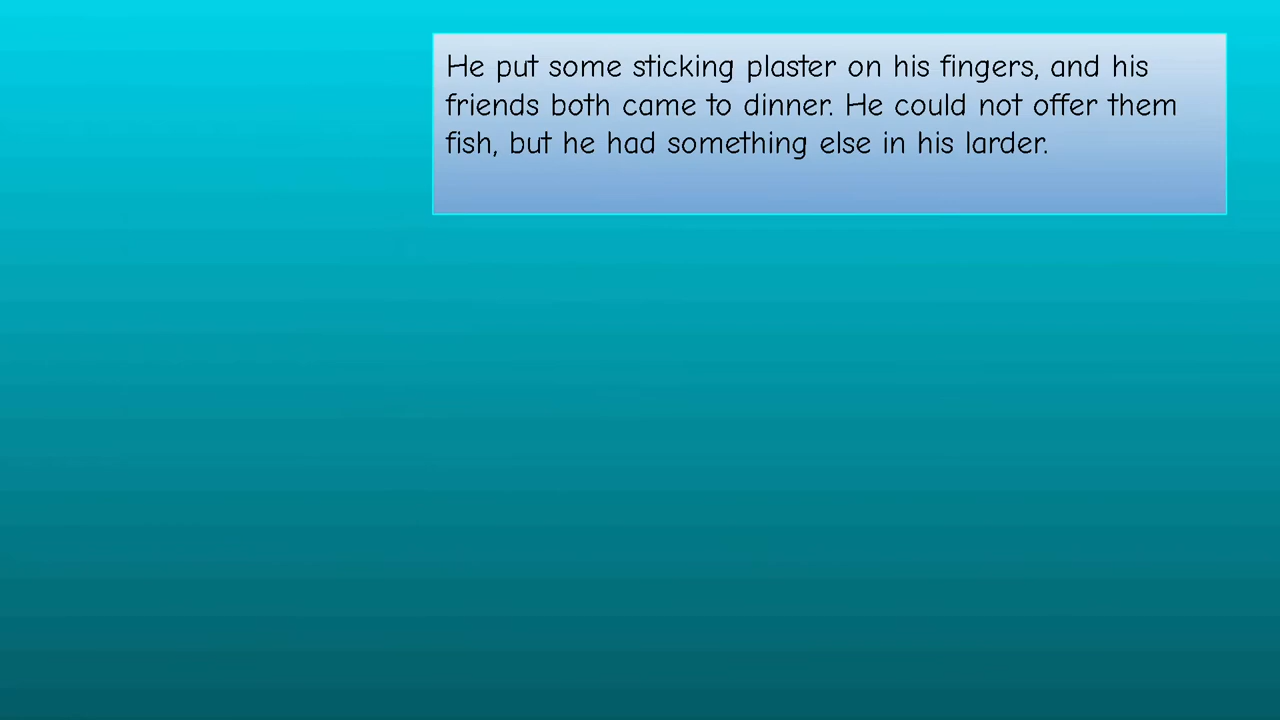 He put some sticking plaster on his fingers, and his
friends both came to dinner. He could not offer them
fish, but he had something else in his larder.